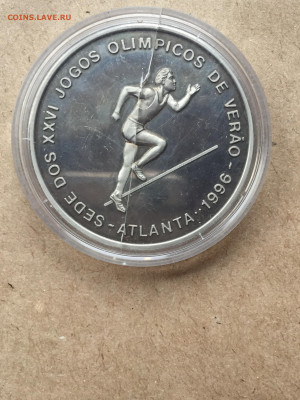 COINS.LAVE.RU
SEDE DOS XXVI JOGOS OLIMPICOS DE VERÃO
- ATLANTA · 1996 -